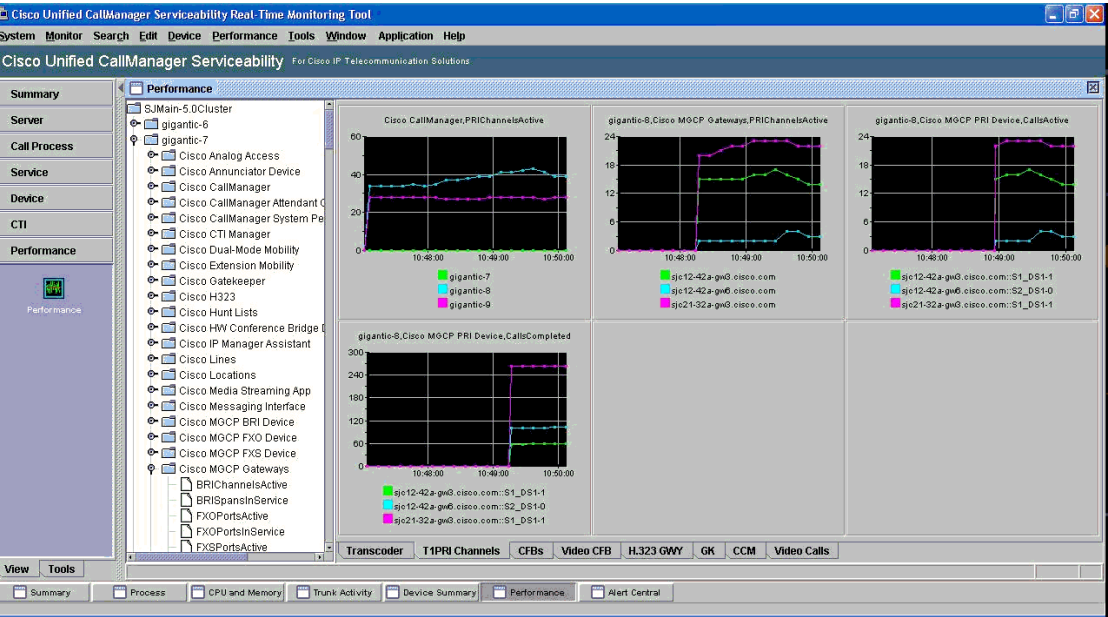 Cisco Unified CallManager Serviceability Real-Time Monitoring Tool
System Monitor Search Edit Device Performance Tools Window Application Help
Cisco Unified CallManager Serviceability For Cisco IP Telecommunication Solutions
Summary
Server
Call Process
Service
Device
CTI
Performance
Performance
View Tools
Performance
SJMain-5.0Cluster
gigantic-6
gigantic-7
Cisco Analog Access
Cisco Annunciator Device
Cisco CallManager
Cisco CallManager Attendant C
Cisco CallManager System Pe
Cisco CTI Manager
Cisco Dual-Mode Mobility
Cisco Extension Mobility
Cisco Gatekeeper
Cisco H323
Cisco Hunt Lists
Cisco HW Conference Bridge D
Cisco IP Manager Assistant
Cisco Lines
Cisco Locations
Cisco Media Streaming App
Cisco Messaging Interface
Cisco MGCP BRI Device
Cisco MGCP FXO Device
Cisco MGCP FXS Device
Cisco MGCP Gateways
BRIChannelsActive
BRISpansInService
FXOPortsActive
FXOPortsInService
FXSPortsActive
Cisco CallManager,PRIChannelsActive
60
40
20
0
10:48:00 10:49:00 10:50:00
gigantic-7
gigantic-8
gigantic-9
gigantic-8,Cisco MGCP Gateways,PRIChannelsActive
24
18
12
6
0
10:48:00 10:49:00 10:50:00
sjc12-42a-gw3.cisco.com
sjc12-42a-gw6.cisco.com
sjc21-32a-gw3.cisco.com
gigantic-8,Cisco MGCP PRI Device,CallsActive
24
18
12
6
0
10:48:00 10:49:00 10:50:00
sjc12-42a-gw3.cisco.com::S1_DS1-1
sjc12-42a-gw6.cisco.com::S2_DS1-0
sjc21-32a-gw3.cisco.com::S1_DS1-1
gigantic-8,Cisco MGCP PRI Device,CallsCompleted
300
240
180
120
60
0
10:48:00 10:49:00 10:50:00
sjc12-42a-gw3.cisco.com::S1_DS1-1
sjc12-42a-gw6.cisco.com::S2_DS1-0
sjc21-32a-gw3.cisco.com::S1_DS1-1
Transcoder T1PRI Channels CFBs Video CFB H.323 GWY GK CCM Video Calls
Summary Process CPU and Memory Trunk Activity Device Summary Performance Alert Central